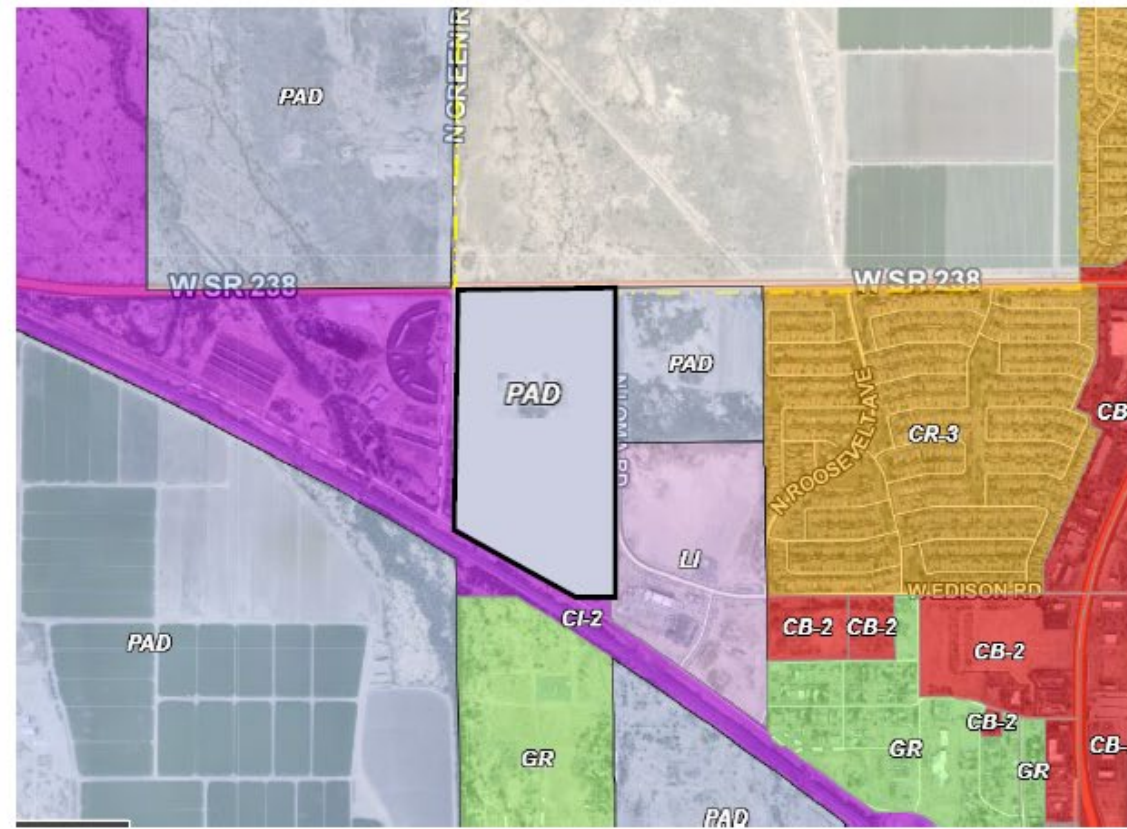 PAD
N GREEN R
W SR 238
W SR 238
PAD
PAD
CB
N ROOSEVELT AVE
CR-3
LI
W EDISON RD
CI-2
CB-2
CB-2
PAD
CB-2
CB-2
GR
GR
CB-
GR
PAD